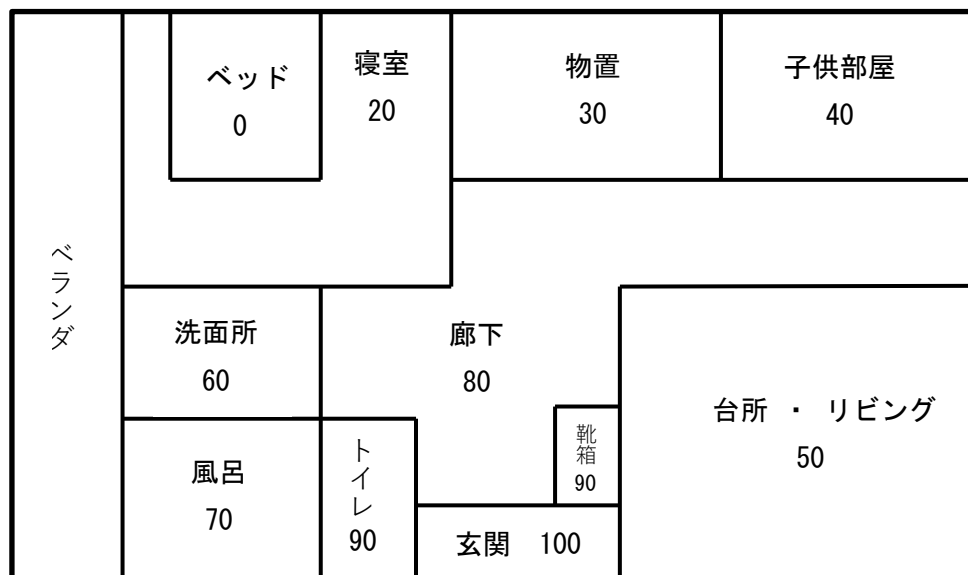 ベッド
0
寝室
20
物置
30
子供部屋
40
ベランダ
洗面所
60
廊下
80
台所 ・ リビング
50
風呂
70
トイレ
90
靴箱
90
玄関 100